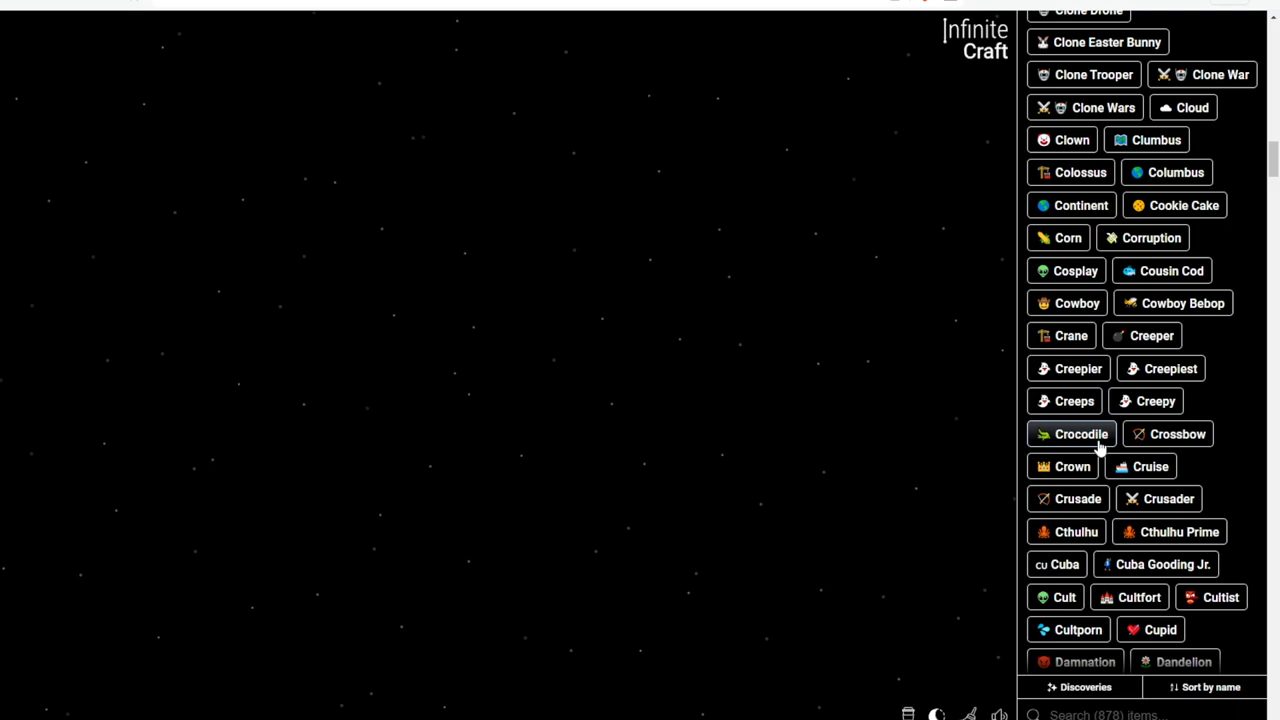 Infinite
Craft
Clone Drone
Clone Easter Bunny
Clone Trooper Clone War
Clone Wars Cloud
Clown Clumbus
Colossus Columbus
Continent Cookie Cake
Corn Corruption
Cosplay Cousin Cod
Cowboy Cowboy Bebop
Crane Creeper
Creepier Creepiest
Creeps Creepy
Crocodile Crossbow
Crown Cruise
Crusade Crusader
Cthulhu Cthulhu Prime
CU Cuba Cuba Gooding Jr.
Cult Cultfort Cultist
Cultporn Cupid
Damnation Dandelion
Discoveries Sort by name
Search (878) items...